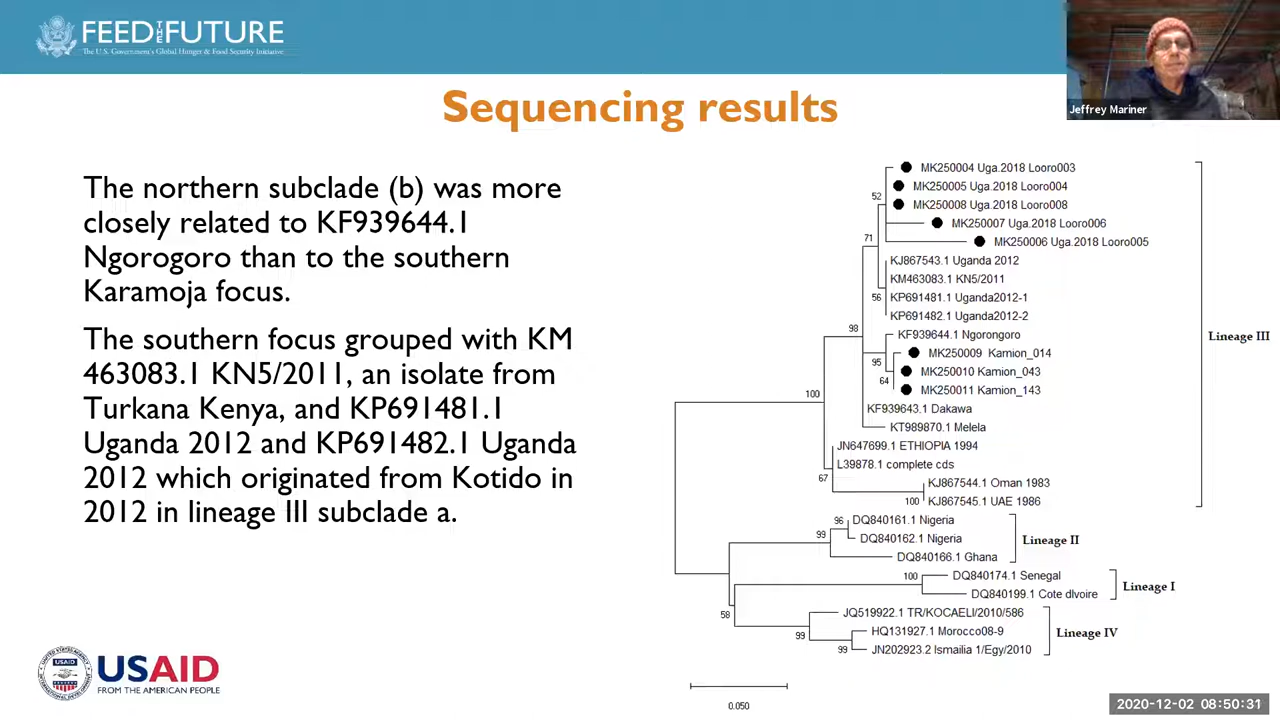 FEED THE FUTURE
The U.S. Government's Global Hunger & Food Security Initiative
Jeffrey Mariner
Sequencing results
The northern subclade (b) was more
closely related to KF939644.1
Ngorogoro than to the southern
Karamoja focus.
The southern focus grouped with KM
463083.1 KN5/2011, an isolate from
Turkana Kenya, and KP691481.1
Uganda 2012 and KP691482.1 Uganda
2012 which originated from Kotido in
2012 in lineage III subclade a.
MK250004 Uga.2018 Looro003
MK250005 Uga.2018 Looro004
52
MK250008 Uga.2018 Looro008
MK250007 Uga.2018 Looro006
71
MK250006 Uga.2018 Looro005
KJ867543.1 Uganda 2012
KM463083.1 KN5/2011
56
KP691481.1 Uganda2012-1
KP691482.1 Uganda2012-2
98
KF939644.1 Ngorongoro
Lineage III
MK250009 Kamion_014
95
MK250010 Kamion_043
64
MK250011 Kamion_143
100
KF939643.1 Dakawa
KT989870.1 Melela
JN647699.1 ETHIOPIA 1994
L39878.1 complete cds
67
KJ867544.1 Oman 1983
100
KJ867545.1 UAE 1986
96
DQ840161.1 Nigeria
99
DQ840162.1 Nigeria
Lineage II
DQ840166.1 Ghana
100
DQ840174.1 Senegal
Lineage I
DQ840199.1 Cote dIvoire
58
JQ519922.1 TR/KOCAELI/2010/586
99
HQ131927.1 Morocco08-9
Lineage IV
99
JN202923.2 Ismailia 1/Egy/2010
0.050
USAID
USAID
FROM THE AMERICAN PEOPLE
2020-12-02 08:50:31